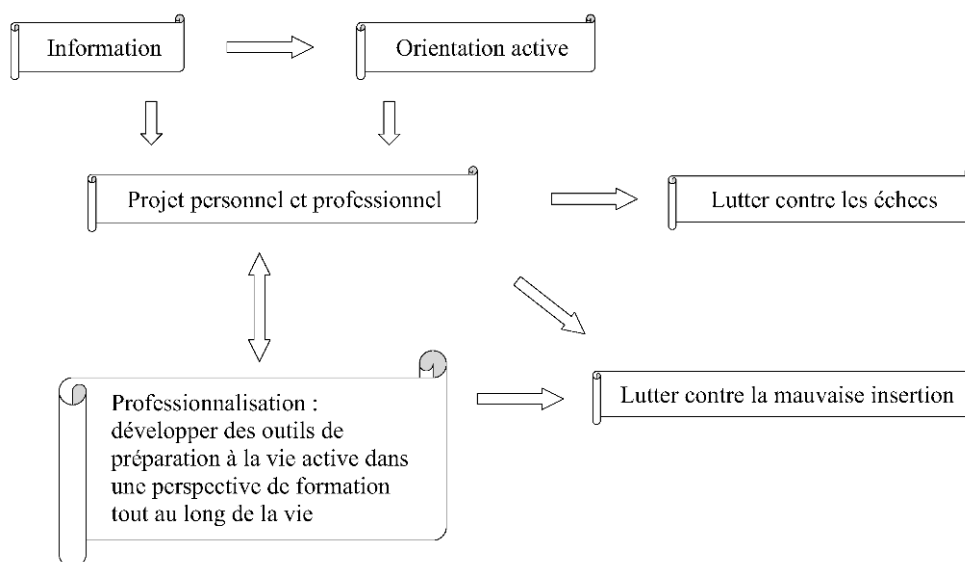 Information
Orientation active
Projet personnel et professionnel
Lutter contre les échecs
Professionnalisation :
développer des outils de
préparation à la vie active dans
une perspective de formation
tout au long de la vie
Lutter contre la mauvaise insertion